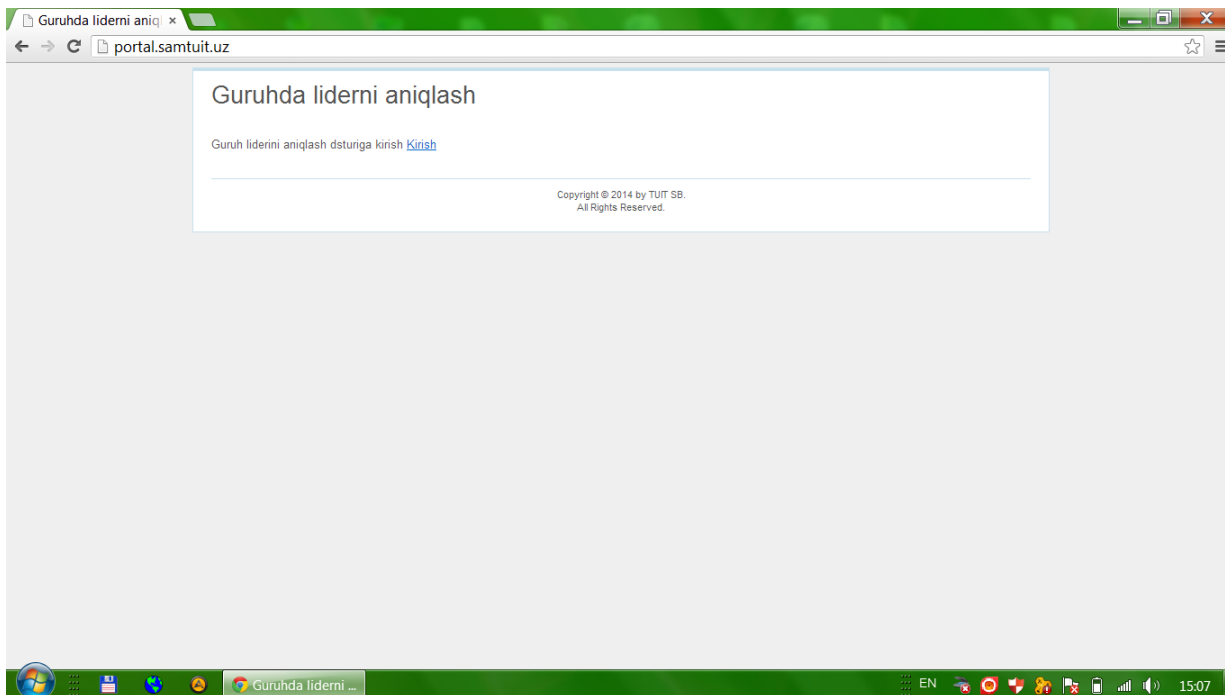 Guruhda liderni aniql
portal.samtuit.uz
Guruhda liderni aniqlash
Guruh liderini aniqlash dsturiga kirish Kirish
Copyright © 2014 by TUIT SB.
All Rights Reserved.
Guruhda liderni ...
EN
15:07